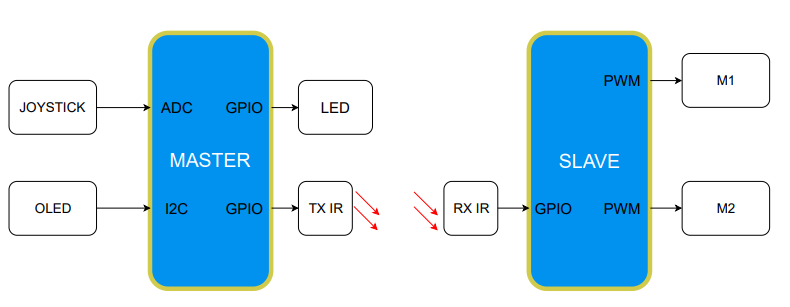 JOYSTICK
ADC
GPIO
LED
MASTER
OLED
I2C
GPIO
TX IR
RX IR
GPIO
SLAVE
PWM
M1
PWM
M2